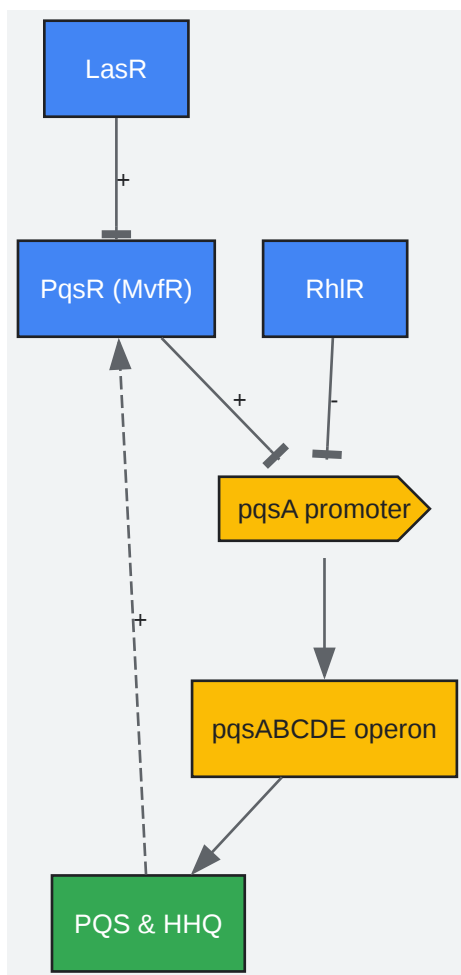 LasR
+
PqsR (MvfR)
RhlR
+
-
pqsA promoter
+
pqsABCDE operon
PQS & HHQ